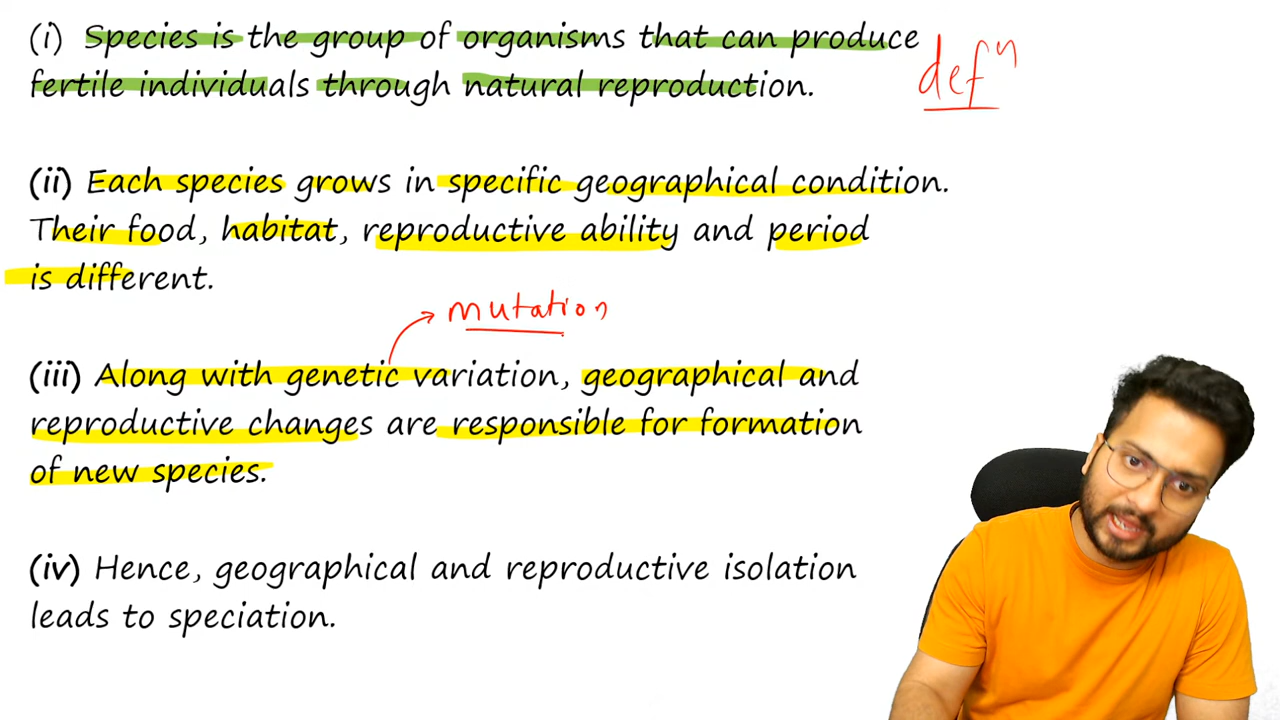 (i) Species is the group of organisms that can produce
fertile individuals through natural reproduction.
defⁿ
(ii) Each species grows in specific geographical condition.
Their food, habitat, reproductive ability and period
is different.
mutation
(iii) Along with genetic variation, geographical and
reproductive changes are responsible for formation
of new species.
(iv) Hence, geographical and reproductive isolation
leads to speciation.